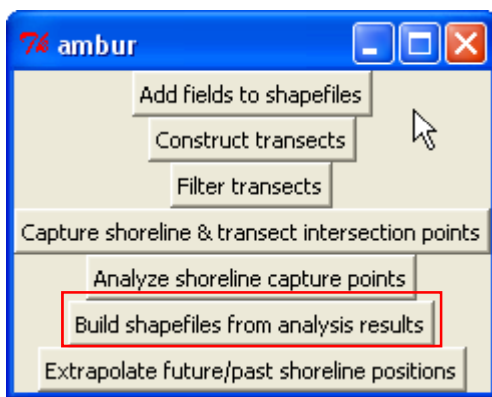 ambur
Add fields to shapefiles
Construct transects
Filter transects
Capture shoreline & transect intersection points
Analyze shoreline capture points
Build shapefiles from analysis results
Extrapolate future/past shoreline positions